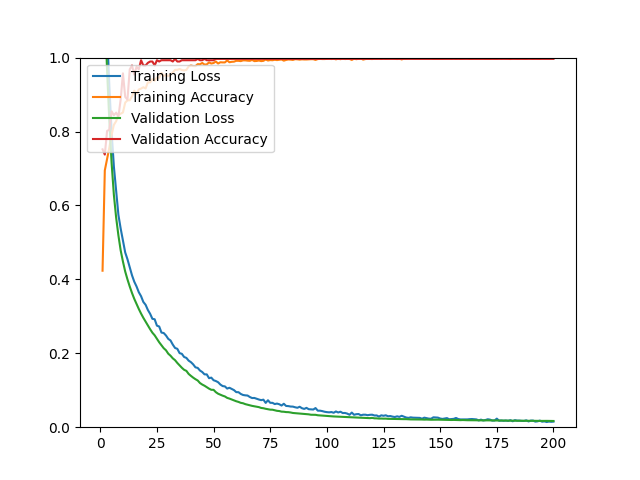 1.0
0.8
0.6
0.4
0.2
0.0
Training Loss
Training Accuracy
Validation Loss
Validation Accuracy
0 25 50 75 100 125 150 175 200